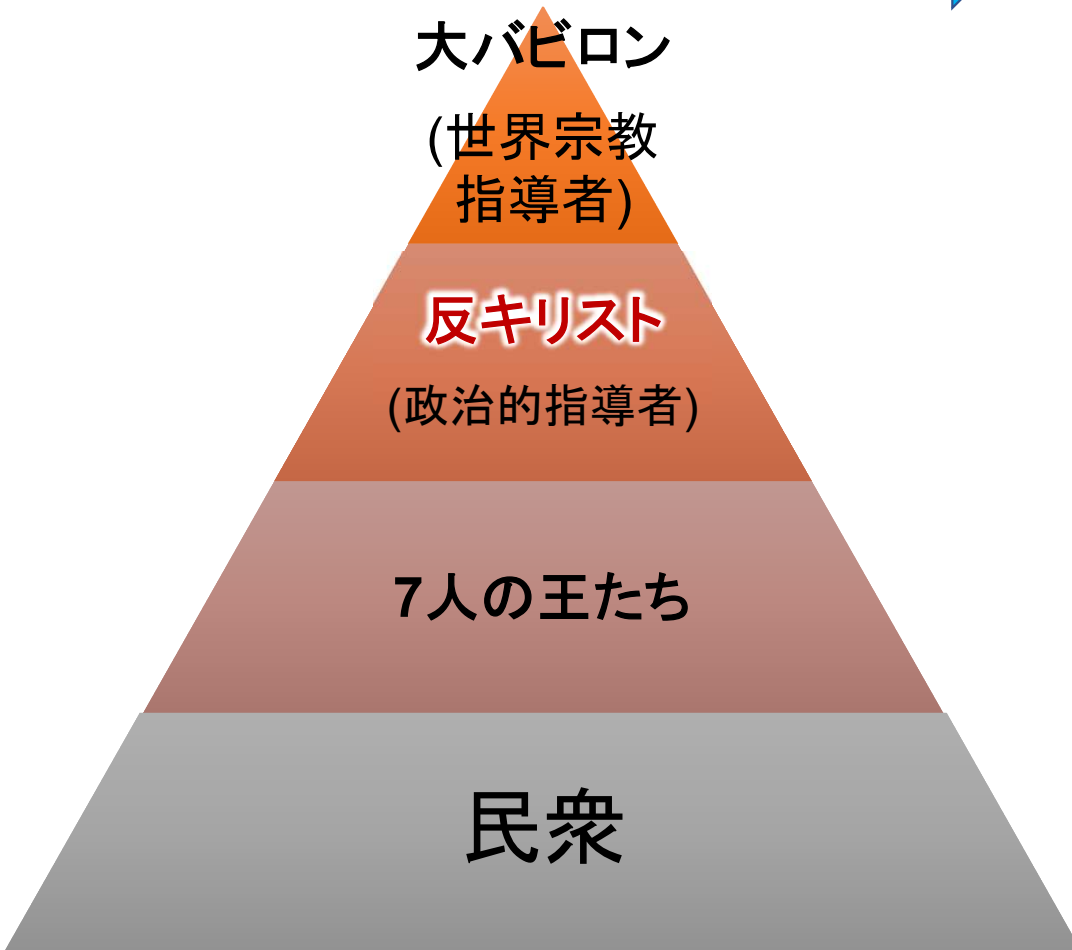 大バビロン
(世界宗教
指導者)
反キリスト
(政治的指導者)
7人の王たち
民衆